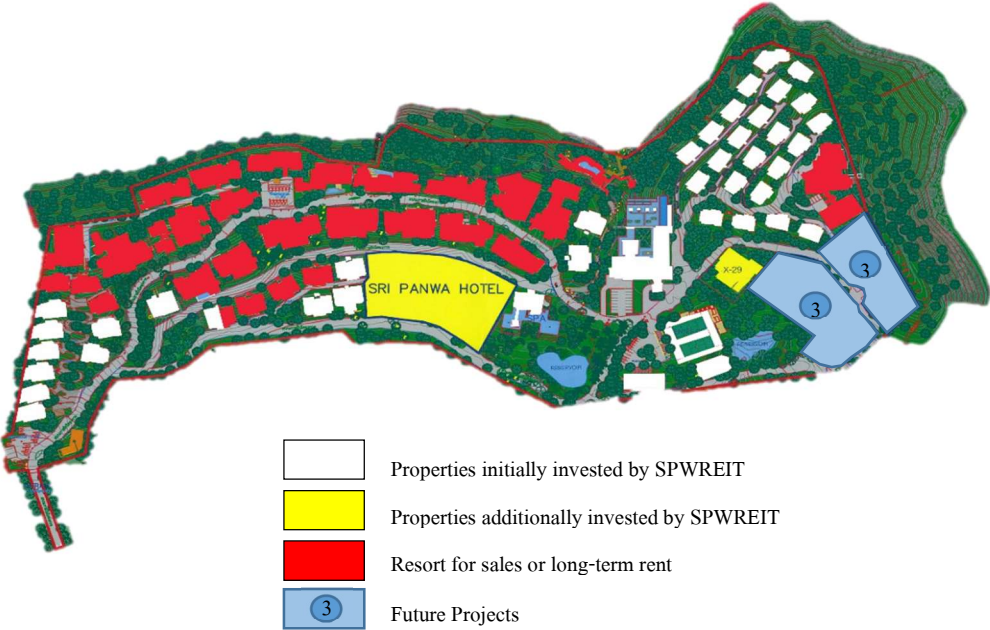 3
X-29
SRI PANWA HOTEL
3
SPA
Properties initially invested by SPWREIT
Properties additionally invested by SPWREIT
Resort for sales or long-term rent
3
Future Projects